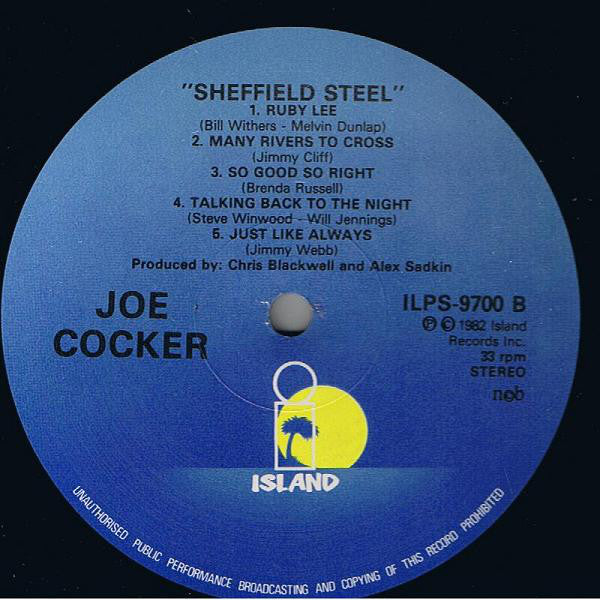 "SHEFFIELD STEEL"
1. RUBY LEE
(Bill Withers - Melvin Dunlap)
2. MANY RIVERS TO CROSS
(Jimmy Cliff)
3. SO GOOD SO RIGHT
(Brenda Russell)
4. TALKING BACK TO THE NIGHT
(Steve Winwood - Will Jennings)
5. JUST LIKE ALWAYS
(Jimmy Webb)
Produced by: Chris Blackwell and Alex Sadkin
JOE
COCKER
ILPS-9700 B
Ⓟ © 1982 Island
Records Inc.
33 rpm
STEREO
ncb
ISLAND
UNAUTHORISED PUBLIC PERFORMANCE BROADCASTING AND COPYING OF THIS RECORD PROHIBITED